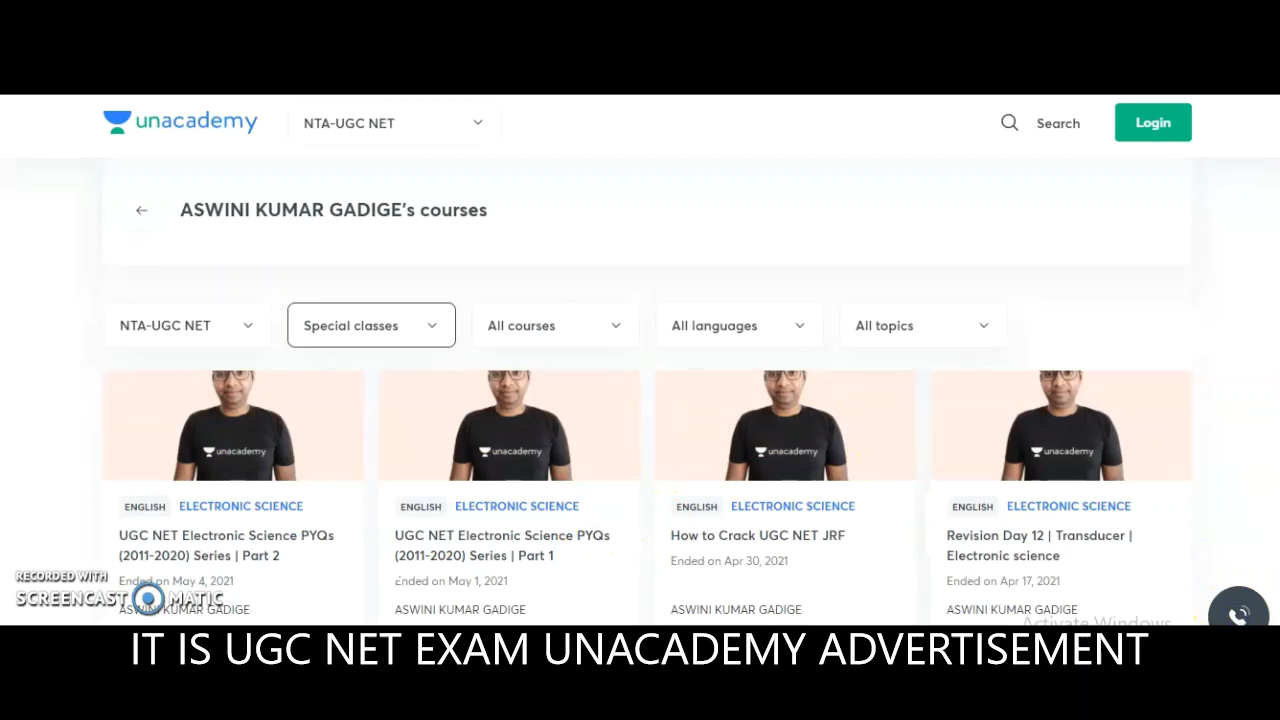 unacademy
NTA-UGC NET
Search
Login
ASWINI KUMAR GADIGE's courses
NTA-UGC NET
Special classes
All courses
All languages
All topics
unacademy
unacademy
unacademy
unacademy
ENGLISH ELECTRONIC SCIENCE
UGC NET Electronic Science PYQs
(2011-2020) Series | Part 2
Ended on May 4, 2021
ASWINI KUMAR GADIGE
ENGLISH ELECTRONIC SCIENCE
UGC NET Electronic Science PYQs
(2011-2020) Series | Part 1
Ended on May 1, 2021
ASWINI KUMAR GADIGE
ENGLISH ELECTRONIC SCIENCE
How to Crack UGC NET JRF
Ended on Apr 30, 2021
ASWINI KUMAR GADIGE
ENGLISH ELECTRONIC SCIENCE
Revision Day 12 | Transducer |
Electronic science
Ended on Apr 17, 2021
ASWINI KUMAR GADIGE
RECORDED WITH
SCREENCAST MATIC
Activate Windows
IT IS UGC NET EXAM UNACADEMY ADVERTISEMENT